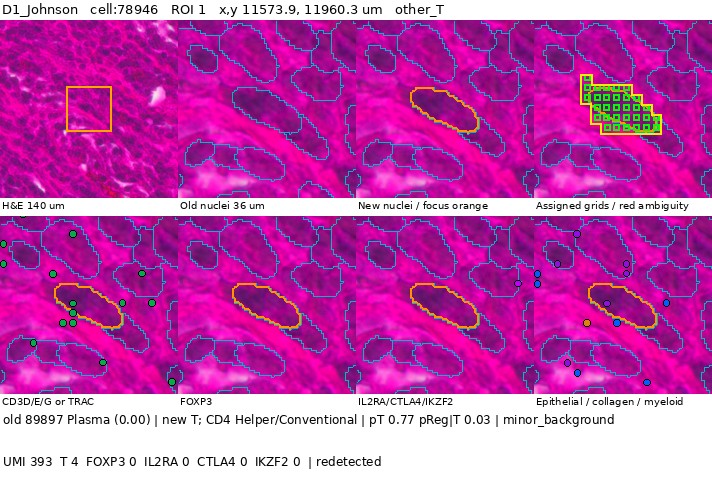 D1_Johnson cell:78946 ROI 1 x,y 11573.9, 11960.3 um other_T
H&E 140 um
Old nuclei 36 um
New nuclei / focus orange
Assigned grids / red ambiguity
CD3D/E/G or TRAC
FOXP3
IL2RA/CTLA4/IKZF2
Epithelial / collagen / myeloid
old 89897 Plasma (0.00) | new T; CD4 Helper/Conventional | pT 0.77 pReg|T 0.03 | minor_background
UMI 393 T 4 FOXP3 0 IL2RA 0 CTLA4 0 IKZF2 0 | redetected